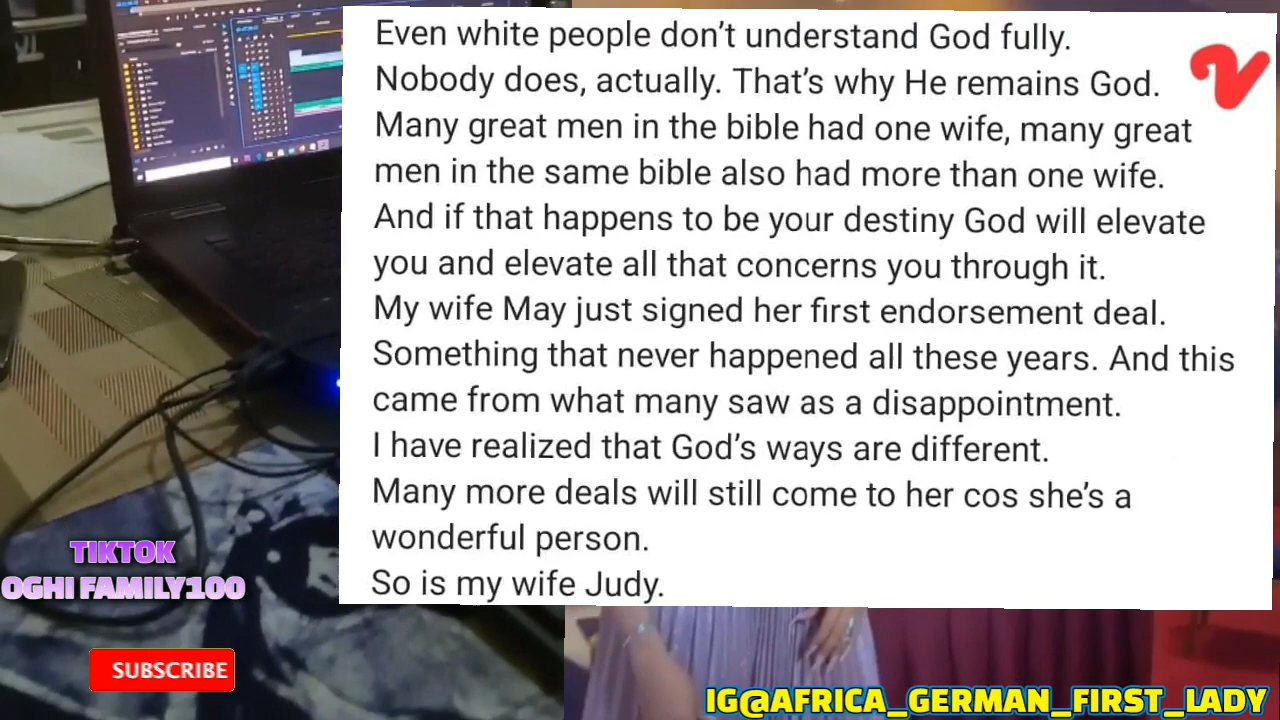 Even white people don't understand God fully.
Nobody does, actually. That's why He remains God.
Many great men in the bible had one wife, many great
men in the same bible also had more than one wife.
And if that happens to be your destiny God will elevate
you and elevate all that concerns you through it.
My wife May just signed her first endorsement deal.
Something that never happened all these years. And this
came from what many saw as a disappointment.
I have realized that God's ways are different.
Many more deals will still come to her cos she's a
wonderful person.
So is my wife Judy.
TIKTOK
OGHI FAMILY100
SUBSCRIBE
IG@AFRICA_GERMAN_FIRST_LADY